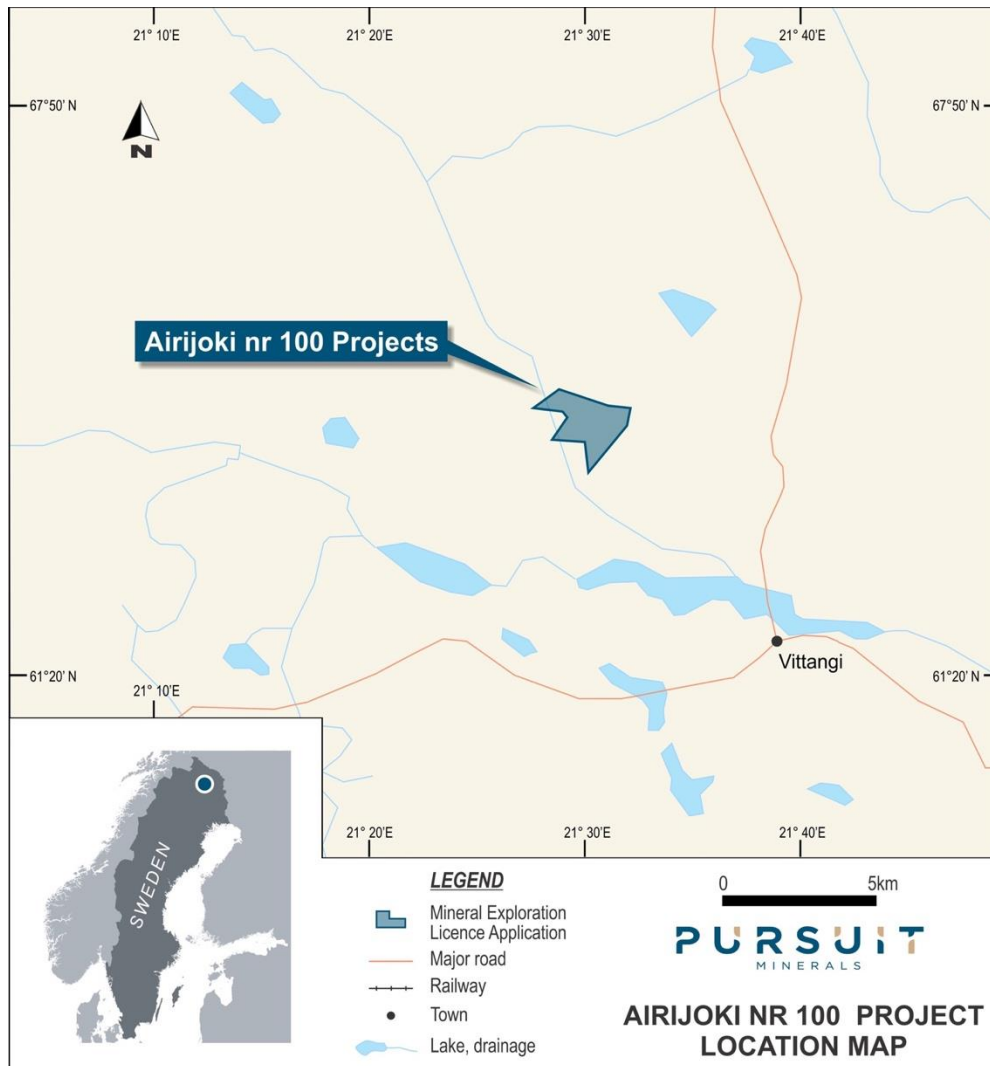 21° 10'E
21° 20'E
21° 30'E
21° 40'E
67°50' N
67°50' N
N
Airijoki nr 100 Projects
Vittangi
61°20' N
61°20' N
21° 10'E
21° 20'E
21° 30'E
21° 40'E
SWEDEN
LEGEND
Mineral Exploration
Licence Application
Major road
Railway
Town
Lake, drainage
0 5km
PURSUIT
MINERALS
AIRIJOKI NR 100 PROJECT
LOCATION MAP